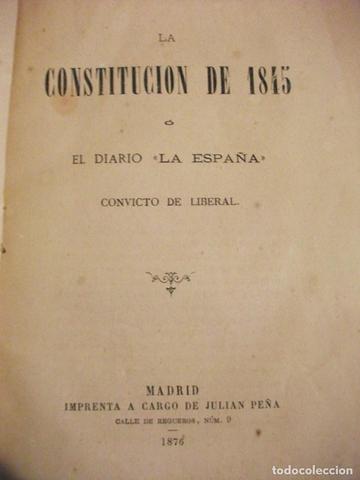 LA
CONSTITUCION DE 1845
ó
EL DIARIO «LA ESPAÑA»
CONVICTO DE LIBERAL.
MADRID
IMPRENTA A CARGO DE JULIAN PEÑA
CALLE DE REGUEROS, NÚM. 9
1876
todocoleccion